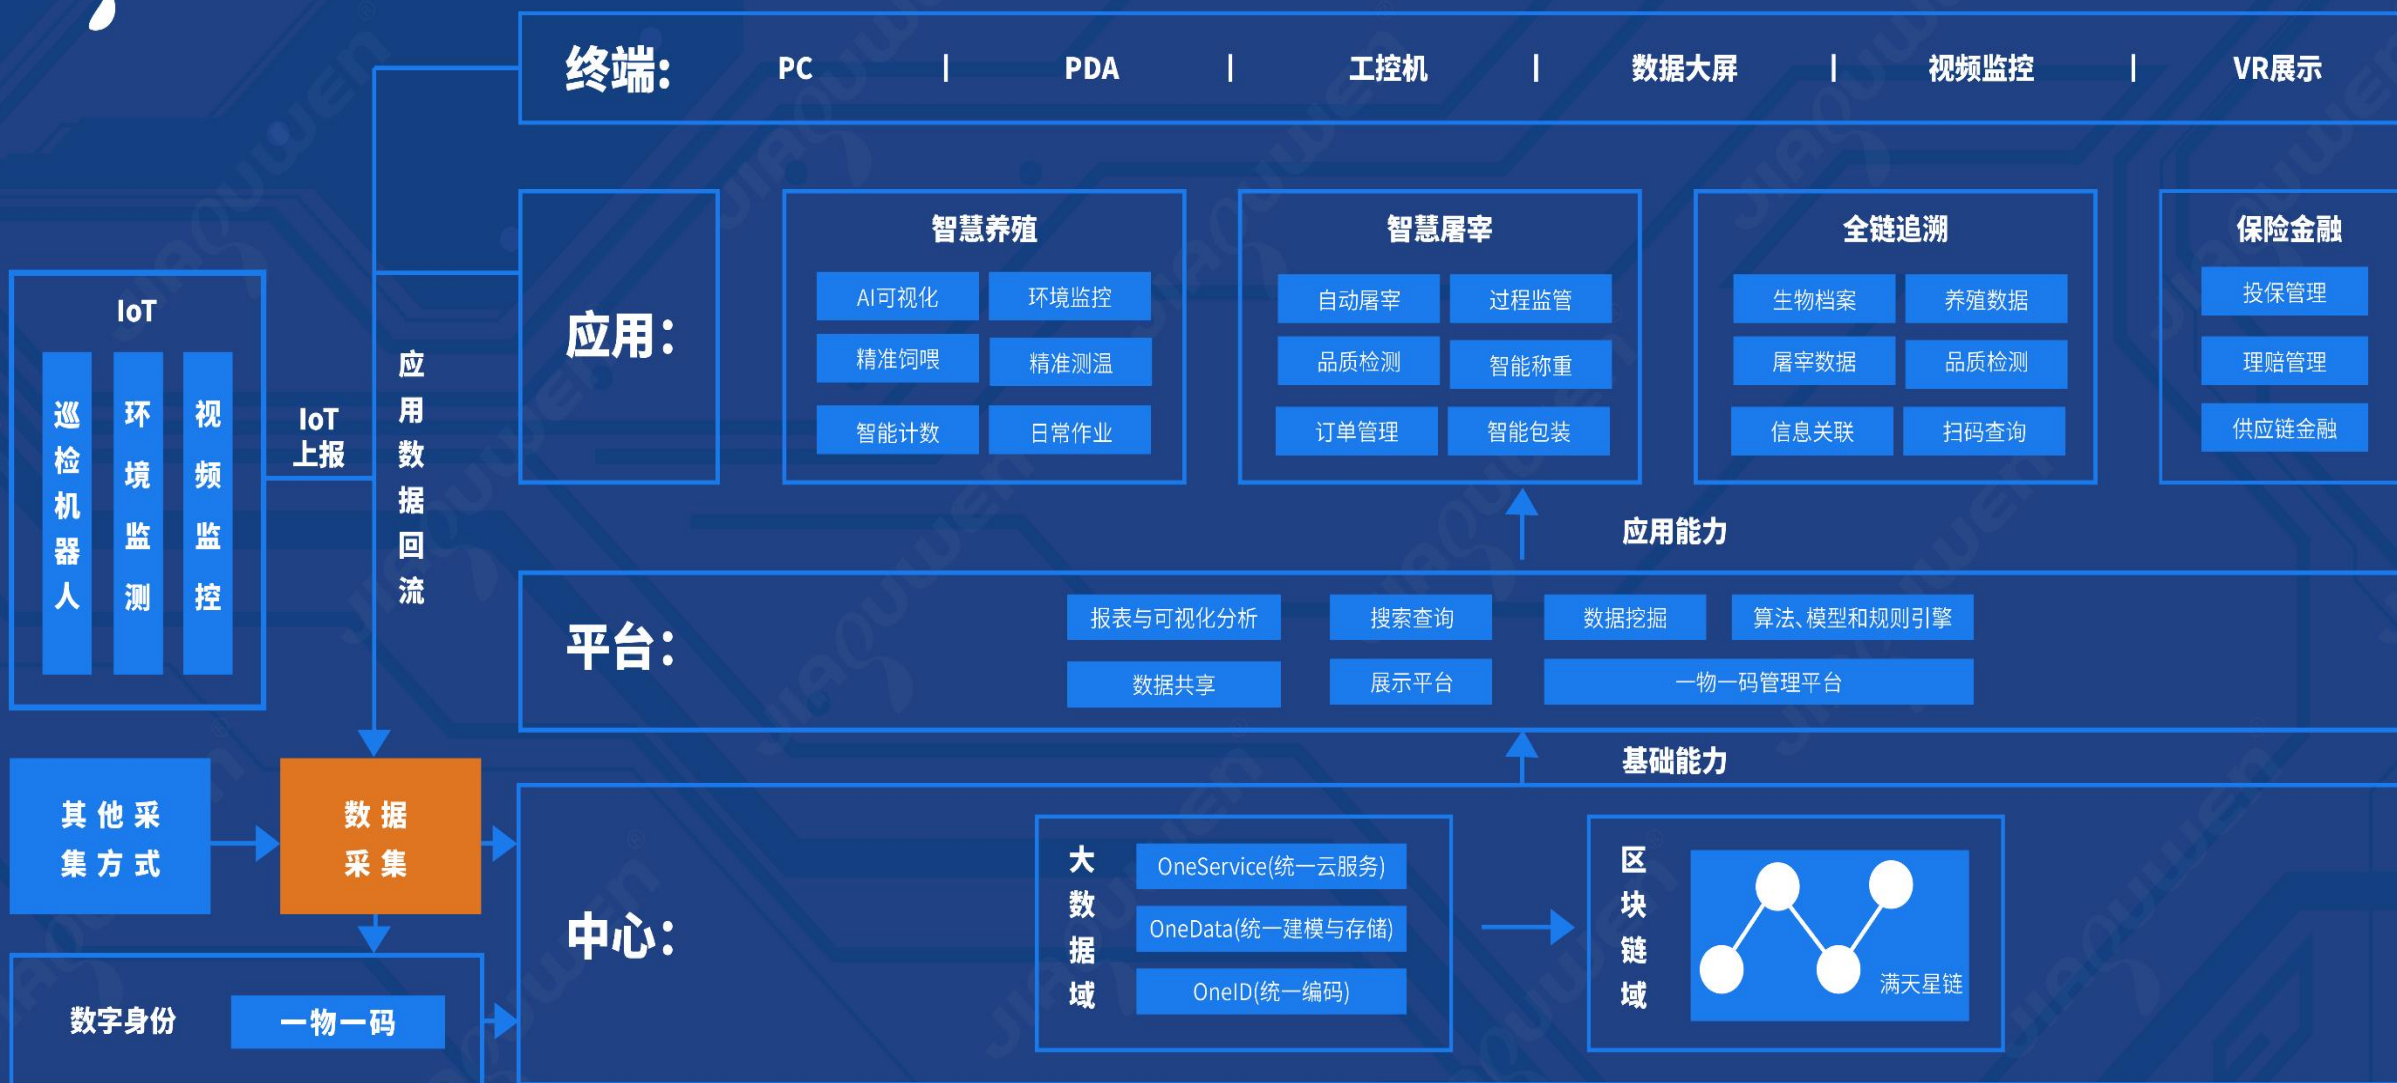 终端:
PC
|
PDA
|
工控机
|
数据大屏
|
视频监控
|
VR展示
应用:
智慧养殖
AI可视化
环境监控
精准饲喂
精准测温
智能计数
日常作业
智慧屠宰
自动屠宰
过程监管
品质检测
智能称重
订单管理
智能包装
全链追溯
生物档案
养殖数据
屠宰数据
品质检测
信息关联
扫码查询
保险金融
投保管理
理赔管理
供应链金融
IoT
巡检机器人
环境监测
视频监控
IoT
上报
应用数据回流
应用能力
平台:
报表与可视化分析
搜索查询
数据挖掘
算法、模型和规则引擎
数据共享
展示平台
一物一码管理平台
基础能力
其他采
集方式
数据
采集
数字身份
一物一码
中心:
大数据域
OneService(统一云服务)
OneData(统一建模与存储)
OneID(统一编码)
区块链域
满天星链
JIAQUWEN®